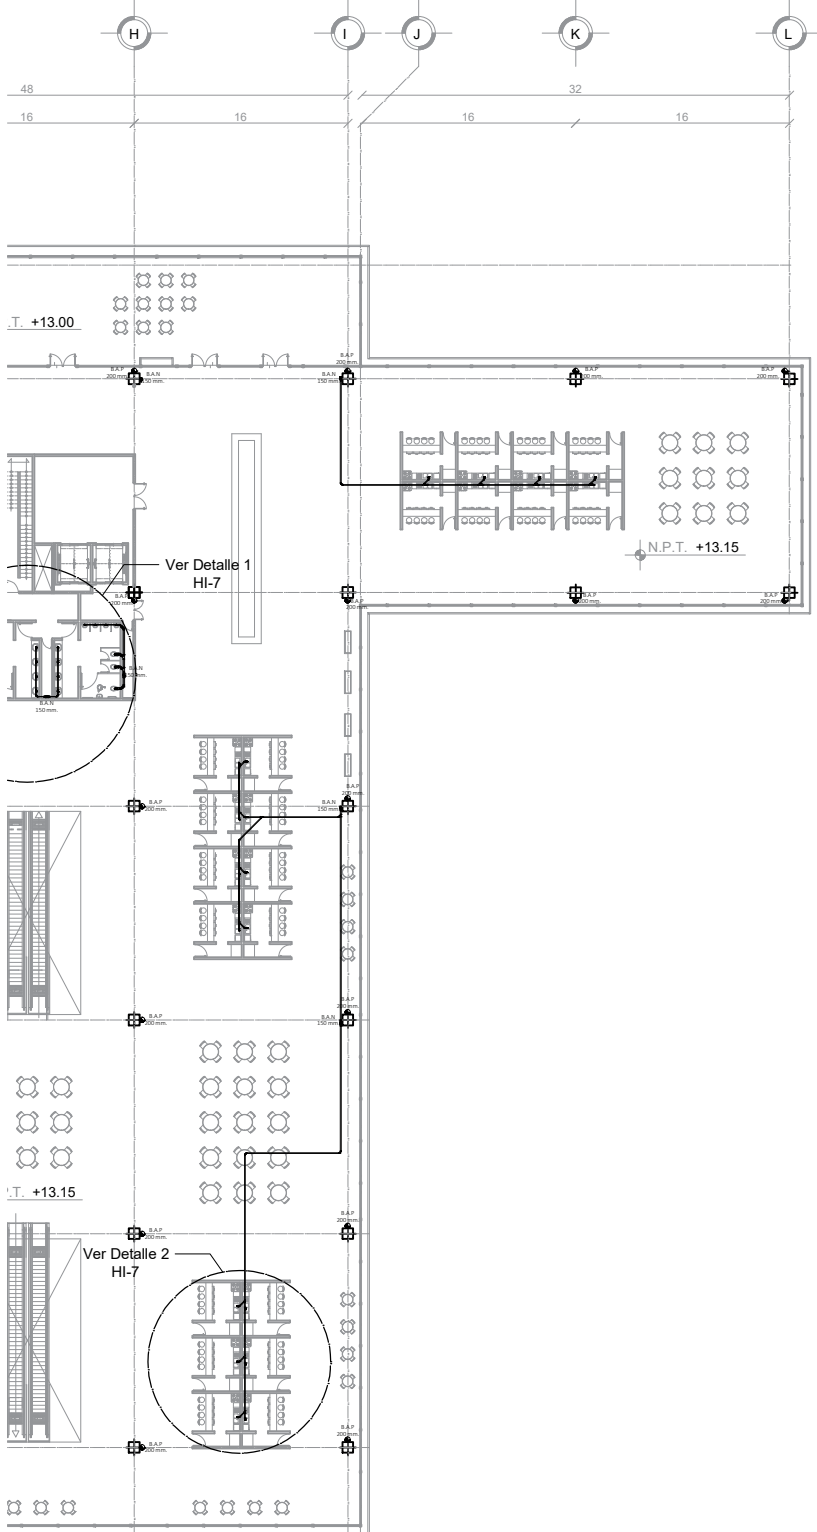 H I J K L
48 32
16 16 16 16
.T. +13.00
B.A.P
200 mm.
B.A.N
150 mm.
B.A.P
200 mm.
B.A.N
150 mm.
200 mm.
B.A.P
200 mm.
N.P.T. +13.15
Ver Detalle 1
HI-7
B.A.P
200 mm.
B.A.P
200 mm.
B.A.P
200 mm.
B.A.P
200 mm.
B.A.N
150 mm.
B.A.N
150 mm.
B.A.P
200 mm.
B.A.P
200 mm.
B.A.N
150 mm.
B.A.P
200 mm.
B.A.P
200 mm.
B.A.N
150 mm.
.T. +13.15
B.A.P
200 mm.
B.A.P
200 mm.
Ver Detalle 2
HI-7
B.A.P
200 mm.
B.A.P
200 mm.